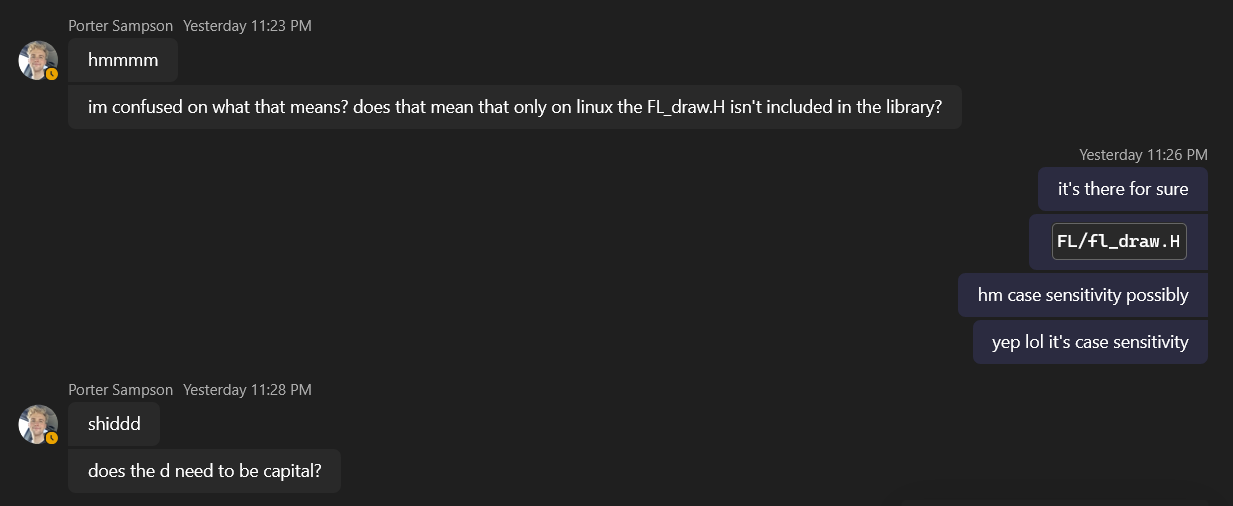 Porter Sampson Yesterday 11:23 PM
hmmmm
im confused on what that means? does that mean that only on linux the FL_draw.H isn't included in the library?
Yesterday 11:26 PM
it's there for sure
FL/fl_draw.H
hm case sensitivity possibly
yep lol it's case sensitivity
Porter Sampson Yesterday 11:28 PM
shiddd
does the d need to be capital?